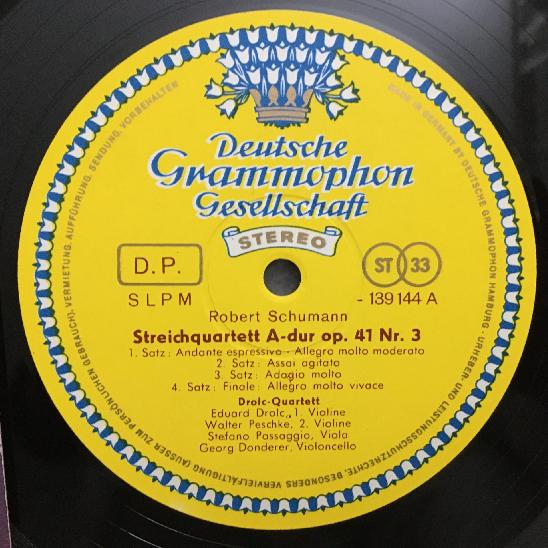 Deutsche
Grammophon
Gesellschaft
STEREO
D.P.
ST 33
SLPM
- 139144 A
Robert Schumann
Streichquartett A-dur op. 41 Nr. 3
1. Satz: Andante espressivo - Allegro molto moderato
2. Satz: Assai agitato
3. Satz: Adagio molto
4. Satz: Finale: Allegro molto vivace
Drolc-Quartett
Eduard Drolc, 1. Violine
Walter Peschke, 2. Violine
Stefano Passaggio, Viola
Georg Donderer, Violoncello
MADE IN GERMANY BY DEUTSCHE GRAMMOPHON HAMBURG - URHEBER- UND LEISTUNGSSCHUTZRECHTE, BESONDERS VERVIELFÄLTIGUNG (AUSSER ZUM PERSÖNLICHEN GEBRAUCH), VERMIETUNG, AUFFÜHRUNG, SENDUNG, VORBEHALTEN